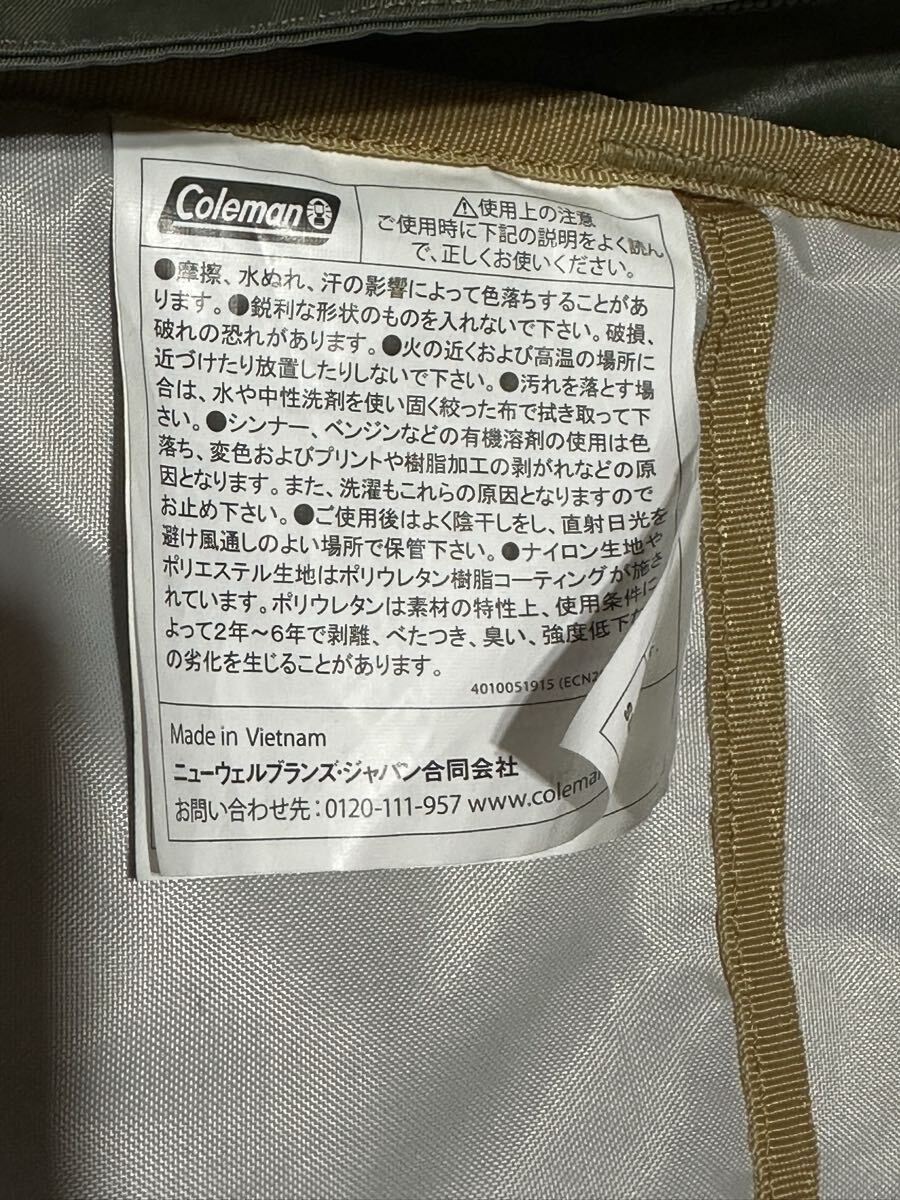 Coleman
⚠使用上の注意
ご使用時に下記の説明をよく読ん
で、正しくお使いください。
●摩擦、水ぬれ、汗の影響によって色落ちすることがあ
ります。●鋭利な形状のものを入れないで下さい。破損、
破れの恐れがあります。●火の近くおよび高温の場所に
近づけたり放置したりしないで下さい。●汚れを落とす場
合は、水や中性洗剤を使い固く絞った布で拭き取って下
さい。●シンナー、ベンジンなどの有機溶剤の使用は色
落ち、変色およびプリントや樹脂加工の剥がれなどの原
因となります。また、洗濯もこれらの原因となりますので
お止め下さい。●ご使用後はよく陰干しをし、直射日光を
避け風通しのよい場所で保管下さい。●ナイロン生地や
ポリエステル生地はポリウレタン樹脂コーティングが施さ
れています。ポリウレタンは素材の特性上、使用条件に
よって2年～6年で剥離、べたつき、臭い、強度低下
の劣化を生じることがあります。
4010051915 (ECN
Made in Vietnam
ニューウェルブランズ・ジャパン合同会社
お問い合わせ先：0120-111-957 www.coleman